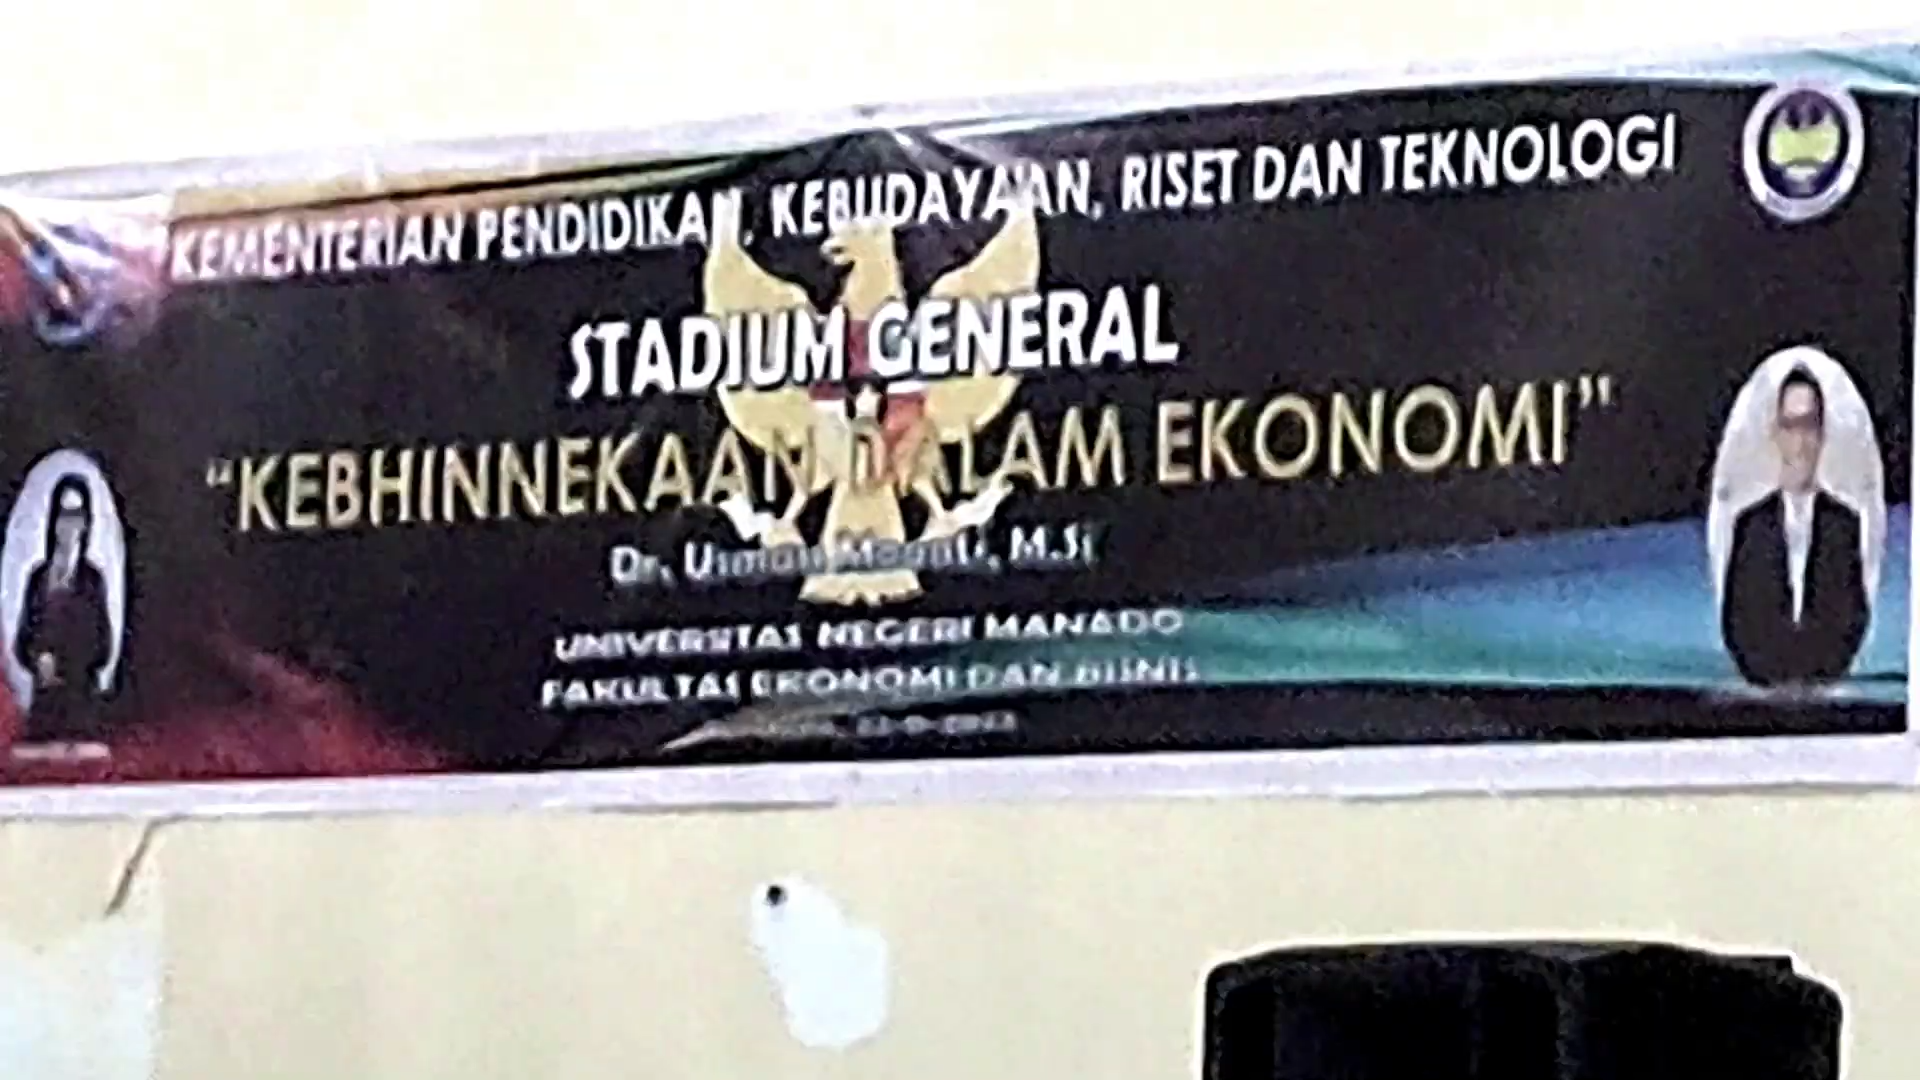 KEMENTERIAN PENDIDIKAN, KEBUDAYAAN, RISET DAN TEKNOLOGI
STADIUM GENERAL
“KEBHINNEKAAN DALAM EKONOMI”
Dr. Usman M.Si
UNIVERSITAS NEGERI MANADO
FAKULTAS EKONOMI DAN BISNIS